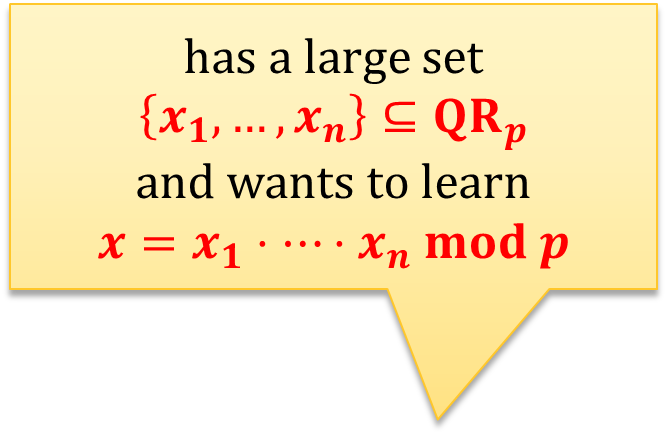 has a large set
{x₁, … , xₙ} ⊆ QRₚ
and wants to learn
x = x₁ · ⋯ · xₙ mod p